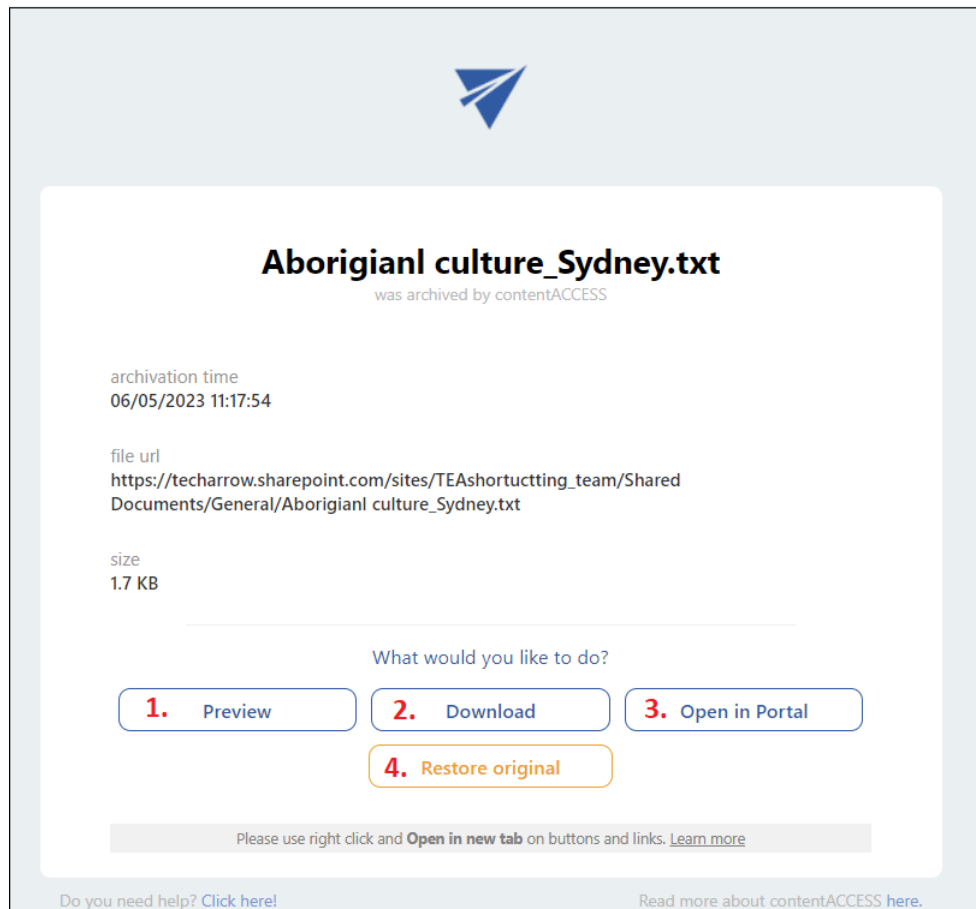 Aborigianl culture_Sydney.txt
was archived by contentACCESS
archivation time
06/05/2023 11:17:54
file url
https://techarrow.sharepoint.com/sites/TEAshortuctting_team/Shared
Documents/General/Aborigianl culture_Sydney.txt
size
1.7 KB
What would you like to do?
1. Preview 2. Download 3. Open in Portal
4. Restore original
Please use right click and Open in new tab on buttons and links. Learn more
Do you need help? Click here! Read more about contentACCESS here.